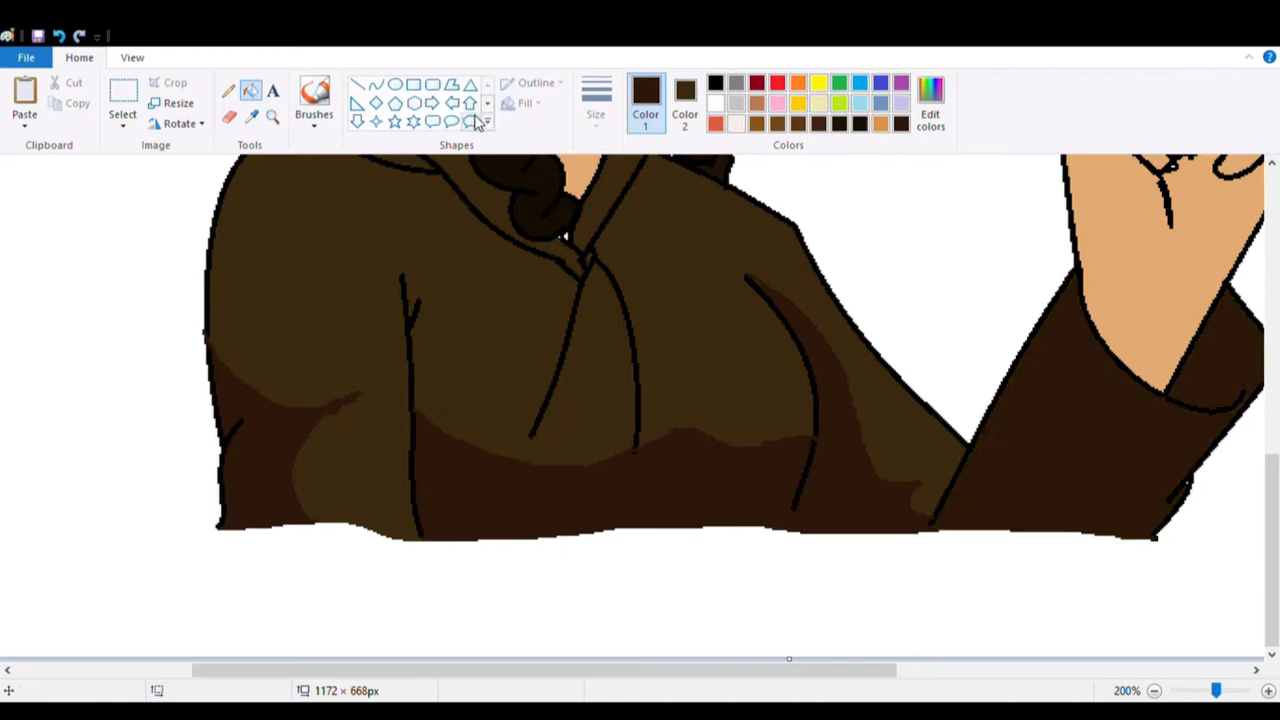 File
Home
View
Paste
Cut
Copy
Clipboard
Select
Crop
Resize
Rotate
Image
A
Tools
Brushes
Outline
Fill
Shapes
Size
Color
1
Color
2
Edit
colors
Colors
1172 × 668px
200%